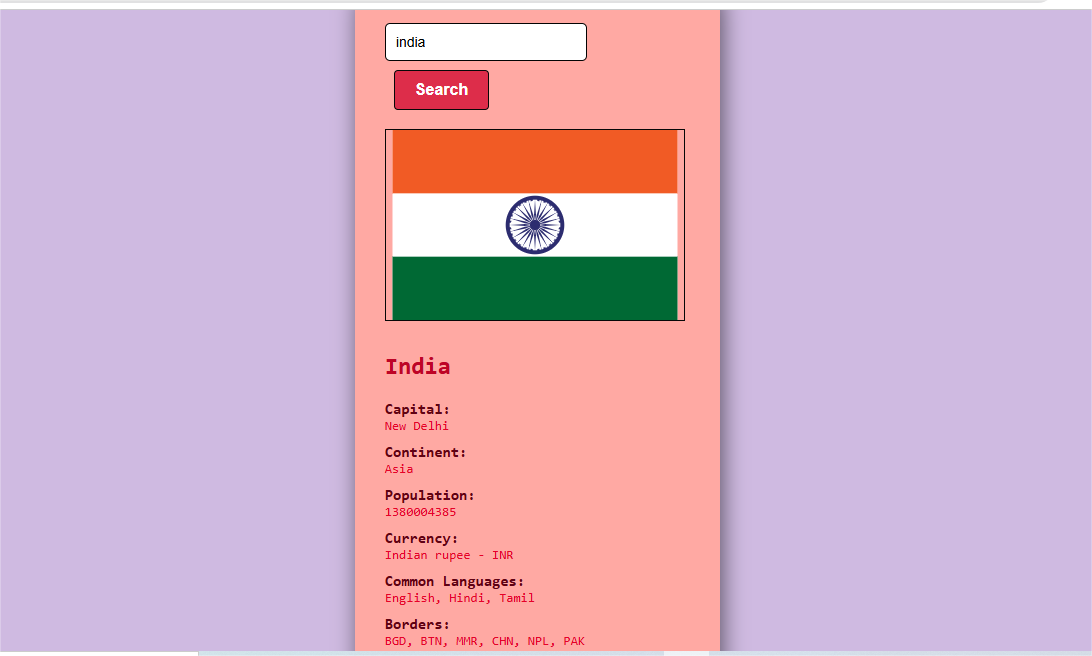 india
Search
India
Capital:
New Delhi
Continent:
Asia
Population:
1380004385
Currency:
Indian rupee - INR
Common Languages:
English, Hindi, Tamil
Borders:
BGD, BTN, MMR, CHN, NPL, PAK